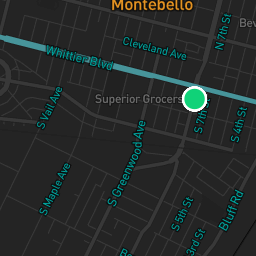 Montebello
N 7th St
Bev
Cleveland Ave
Whittier Blvd
Superior Grocers
S Vail Ave
S 7th
S 4th St
S Greenwood Ave
S Maple Ave
S 5th St
Bluff Rd
3rd St